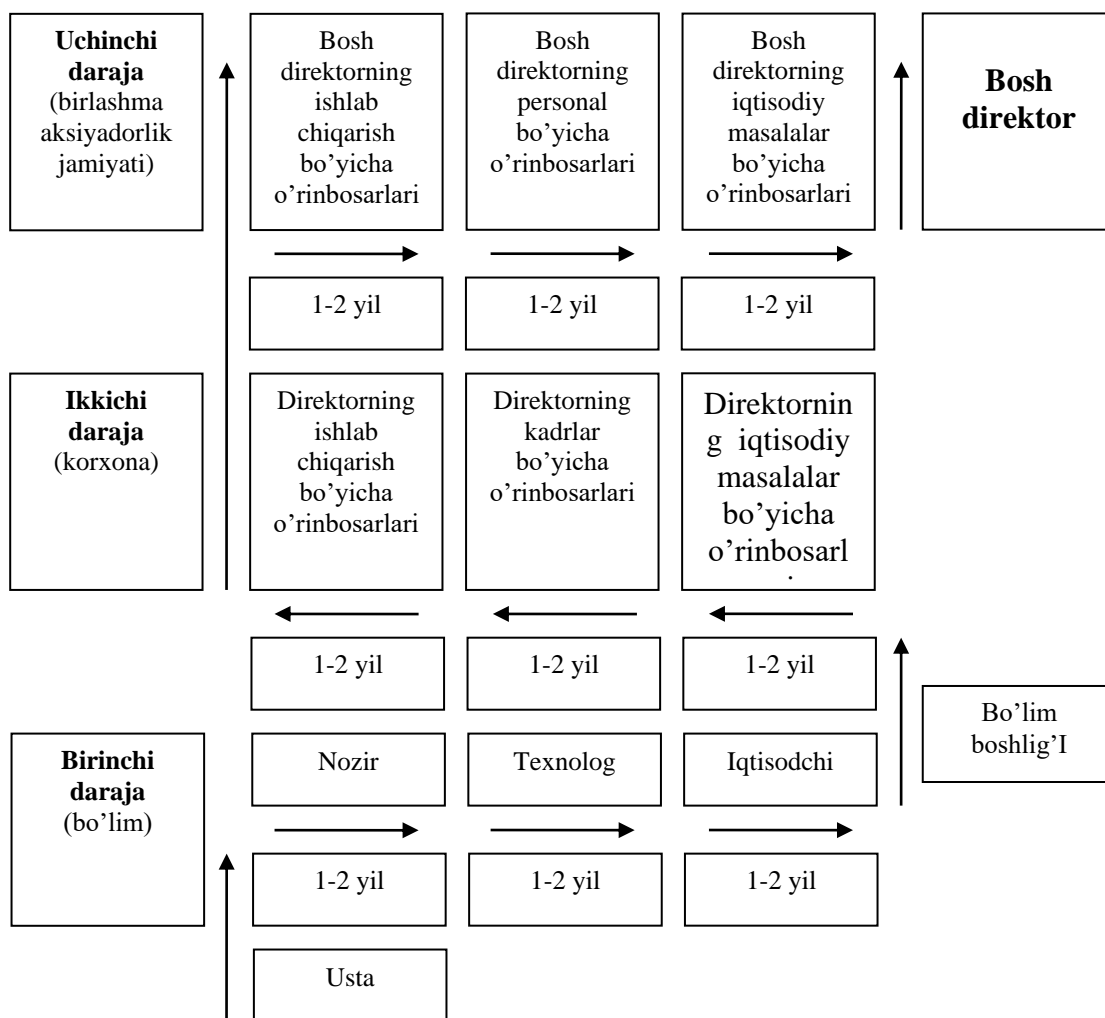 Uchinchi
daraja
(birlashma
aksiyadorlik
jamiyati)
Bosh
direktorning
ishlab
chiqarish
bo’yicha
o’rinbosarlari
Bosh
direktorning
personal
bo’yicha
o’rinbosarlari
Bosh
direktorning
iqtisodiy
masalalar
bo’yicha
o’rinbosarlari
Bosh
direktor
1-2 yil
1-2 yil
1-2 yil
Ikkichi
daraja
(korxona)
Direktorning
ishlab
chiqarish
bo’yicha
o’rinbosarlari
Direktorning
kadrlar
bo’yicha
o’rinbosarlari
Direktornin
g iqtisodiy
masalalar
bo’yicha
o’rinbosarl
1-2 yil
1-2 yil
1-2 yil
Bo’lim
boshlig’I
Birinchi
daraja
(bo’lim)
Nozir
Texnolog
Iqtisodchi
1-2 yil
1-2 yil
1-2 yil
Usta